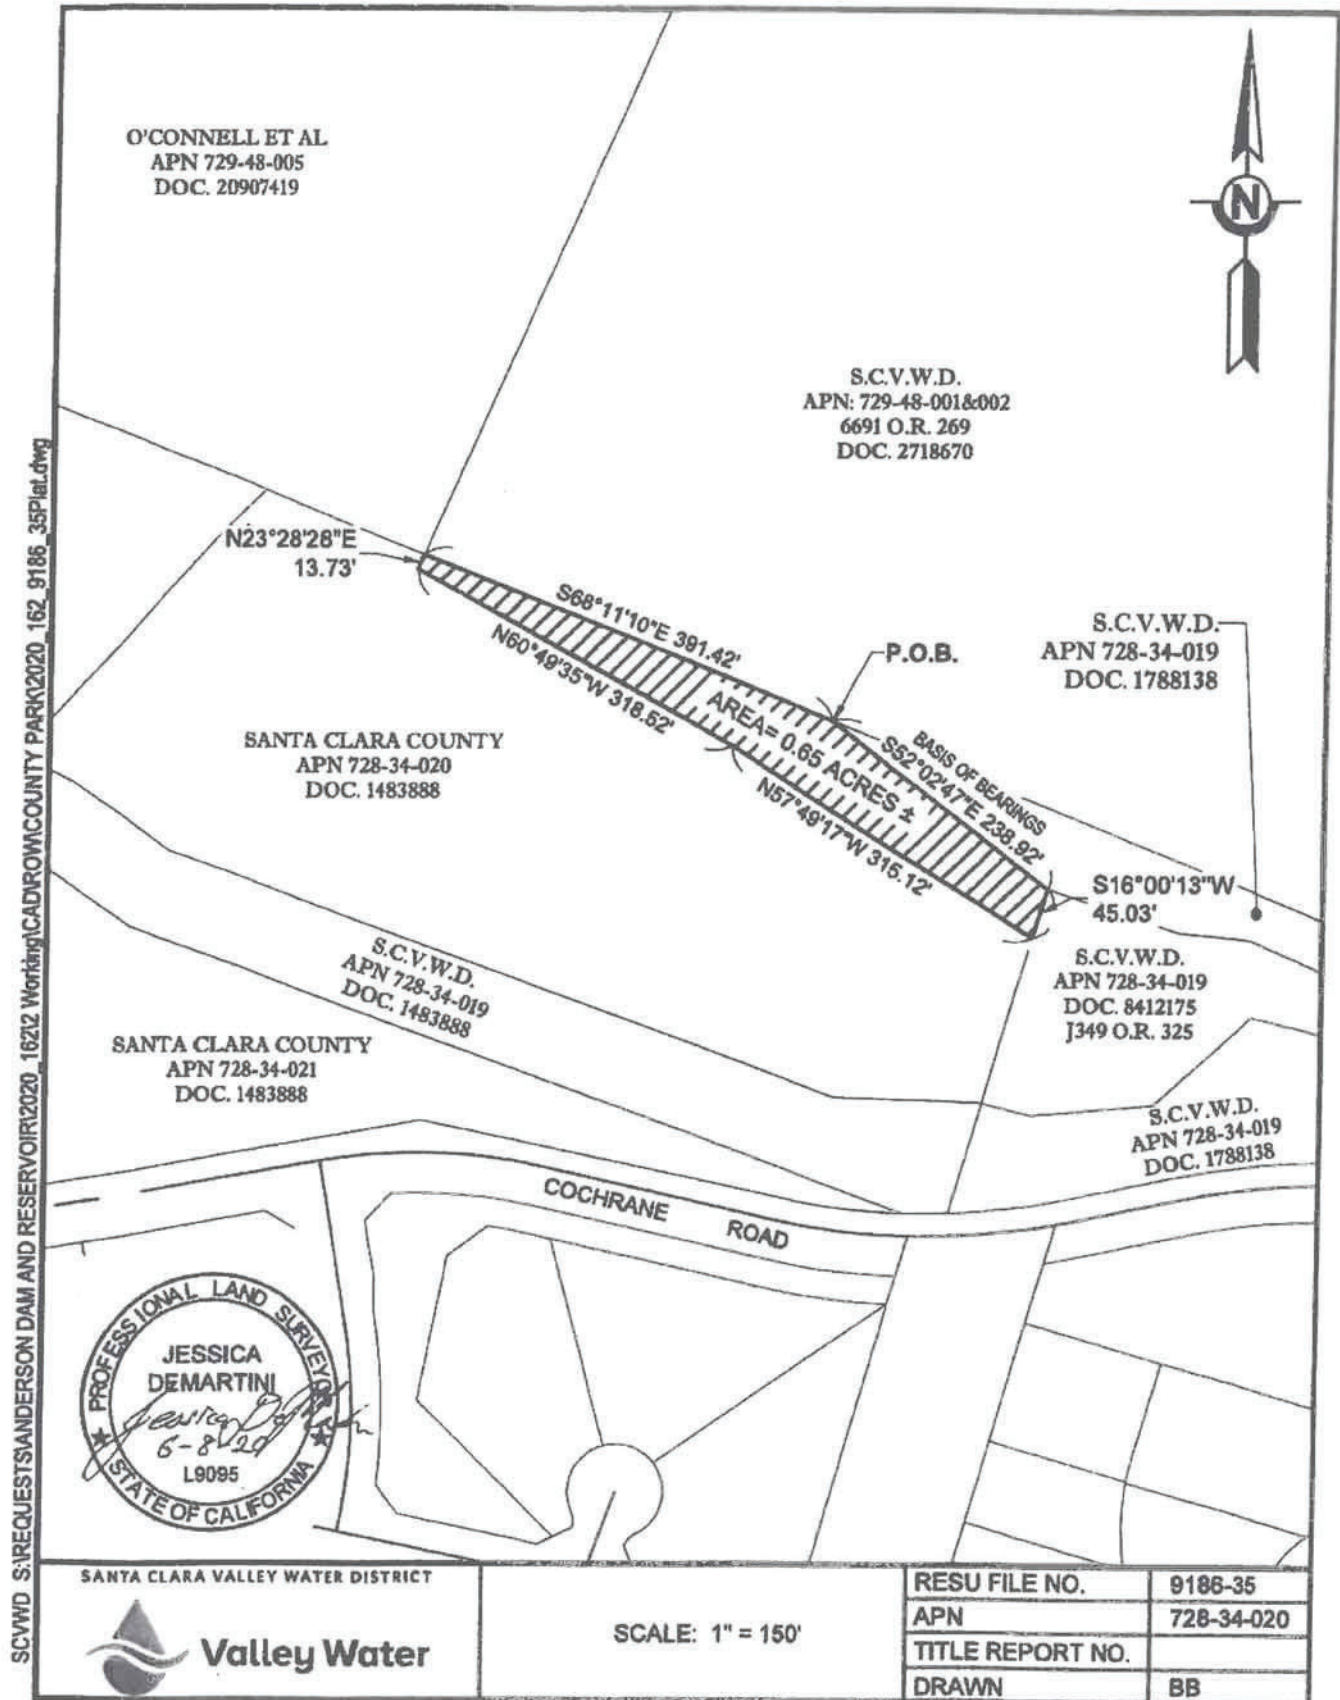 O'CONNELL ET AL
APN 729-48-005
DOC. 20907419
N
S.C.V.W.D.
APN: 729-48-001&002
6691 O.R. 269
DOC. 2718670
N23°28'28"E
13.73'
S68°11'10"E 391.42'
N60°49'35"W 318.52'
P.O.B.
S.C.V.W.D.
APN 728-34-019
DOC. 1788138
AREA= 0.65 ACRES ±
BASIS OF BEARINGS
S52°02'47"E 238.92'
N57°49'17"W 315.12'
S16°00'13"W
45.03'
SANTA CLARA COUNTY
APN 728-34-020
DOC. 1483888
S.C.V.W.D.
APN 728-34-019
DOC. 8412175
J349 O.R. 325
S.C.V.W.D.
APN 728-34-019
DOC. 1483888
SANTA CLARA COUNTY
APN 728-34-021
DOC. 1483888
S.C.V.W.D.
APN 728-34-019
DOC. 1788138
COCHRANE ROAD
PROFESSIONAL LAND SURVEYOR
JESSICA
DEMARTINI
6-8-20
L9095
STATE OF CALIFORNIA
SCVWD S:\REQUESTS\ANDERSON DAM AND RESERVOIR\2020_162\2 Working\CAD\ROW\COUNTY PARK\2020_162_9186_35Plat.dwg
SANTA CLARA VALLEY WATER DISTRICT
Valley Water
SCALE: 1" = 150'
RESU FILE NO. 9186-35
APN 728-34-020
TITLE REPORT NO.
DRAWN BB